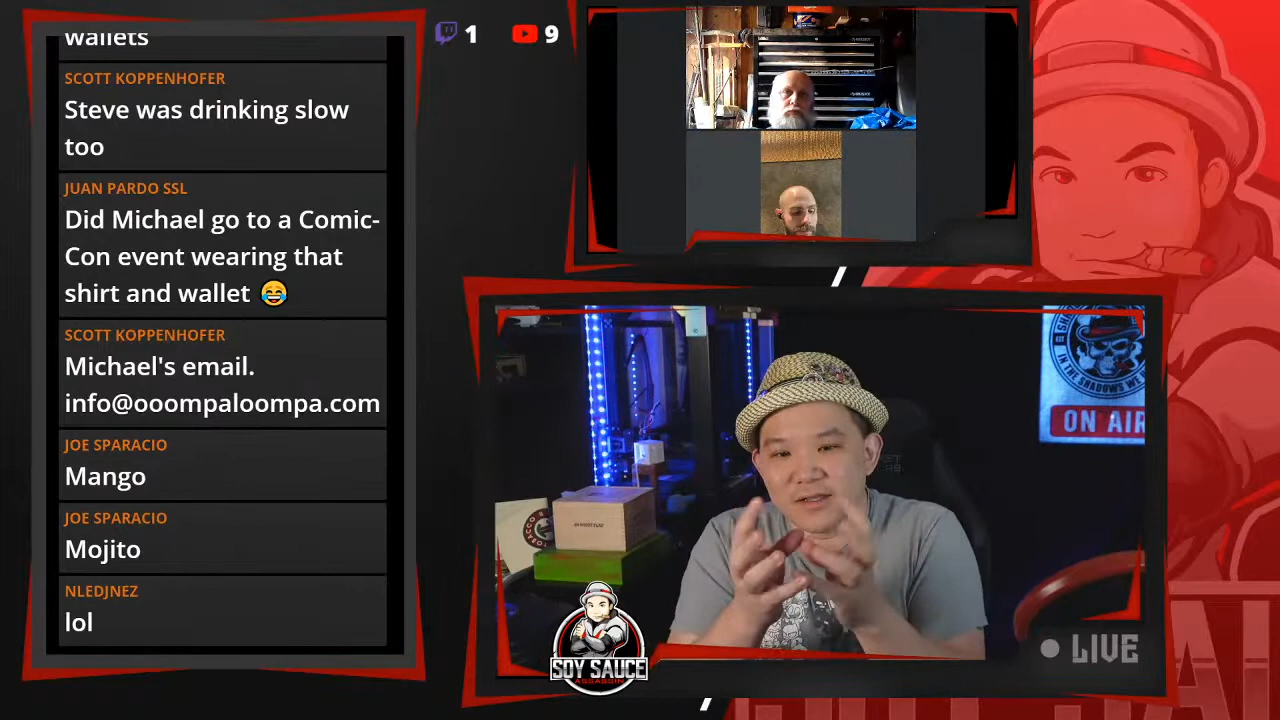 wallets
SCOTT KOPPENHOFER
Steve was drinking slow
too
JUAN PARDO SSL
Did Michael go to a Comic-
Con event wearing that
shirt and wallet 😂
SCOTT KOPPENHOFER
Michael's email.
info@ooompaloompa.com
JOE SPARACIO
Mango
JOE SPARACIO
Mojito
NLEDJNEZ
lol
1
9
ON AIR
SOY SAUCE
ASSASSIN
LIVE